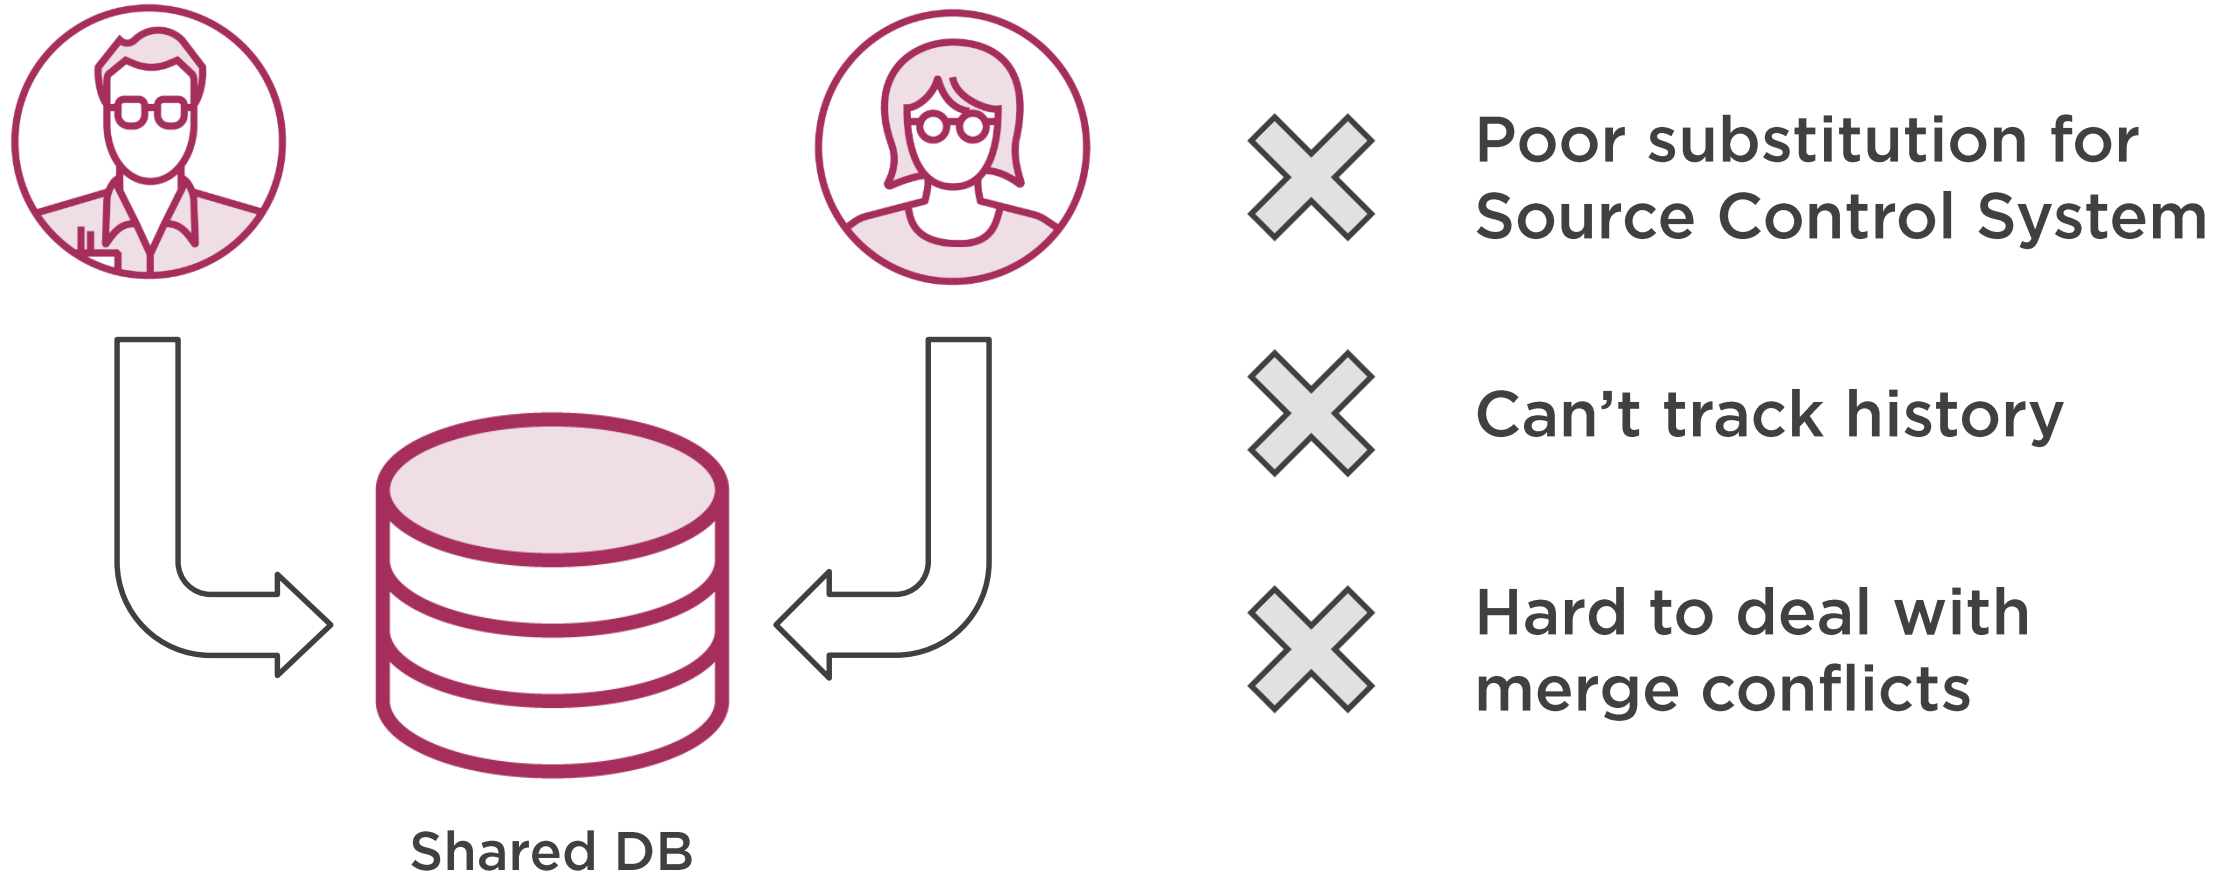 Poor substitution for
Source Control System
Can’t track history
Hard to deal with
merge conflicts
Shared DB